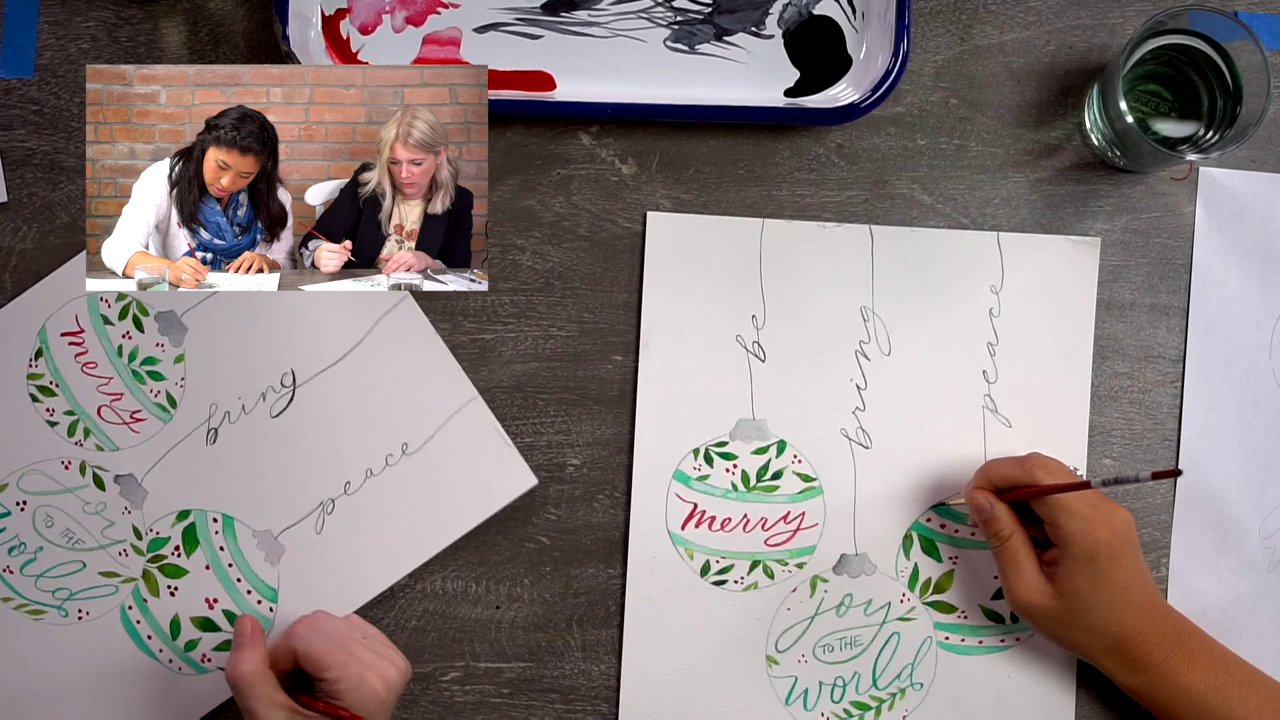 merry
bring
peace
joy
TO THE
world
be
bring
peace
merry
joy
TO THE
world